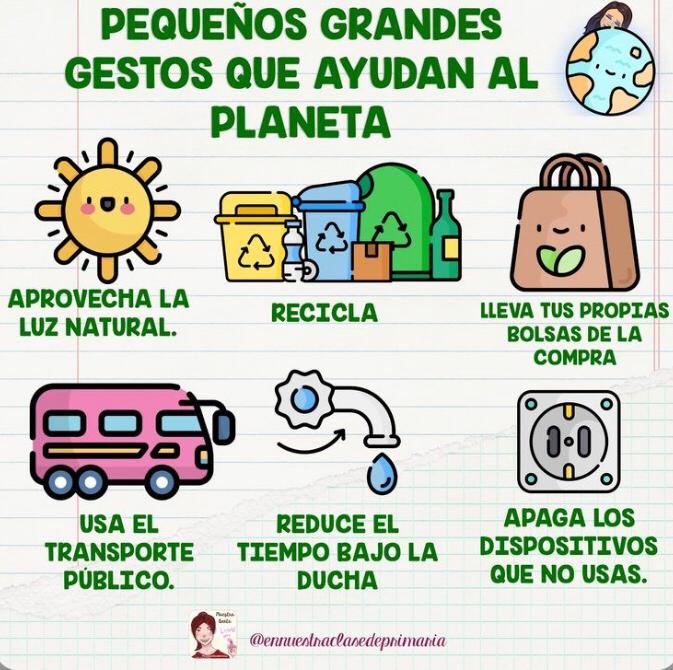 PEQUEÑOS GRANDES
GESTOS QUE AYUDAN AL
PLANETA
APROVECHA LA
LUZ NATURAL.
RECICLA
LLEVA TUS PROPIAS
BOLSAS DE LA
COMPRA
USA EL
TRANSPORTE
PÚBLICO.
REDUCE EL
TIEMPO BAJO LA
DUCHA
APAGA LOS
DISPOSITIVOS
QUE NO USAS.
@ennuestraclasedeprimaria